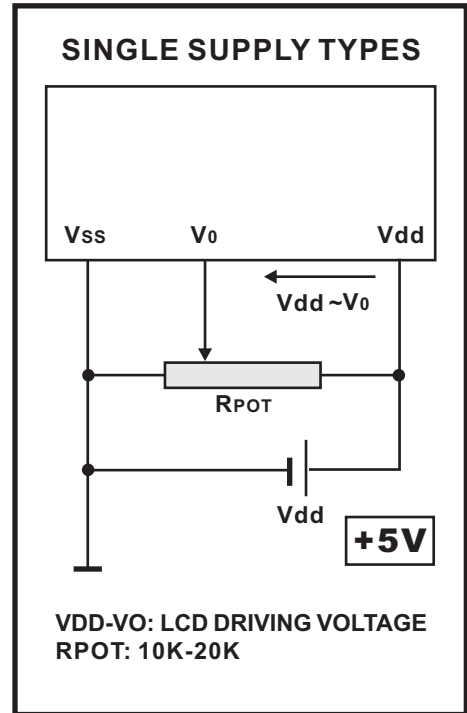 SINGLE SUPPLY TYPES
Vss V0 Vdd
Vdd ~V0
RPOT
Vdd
+5V
VDD-VO: LCD DRIVING VOLTAGE
RPOT: 10K-20K